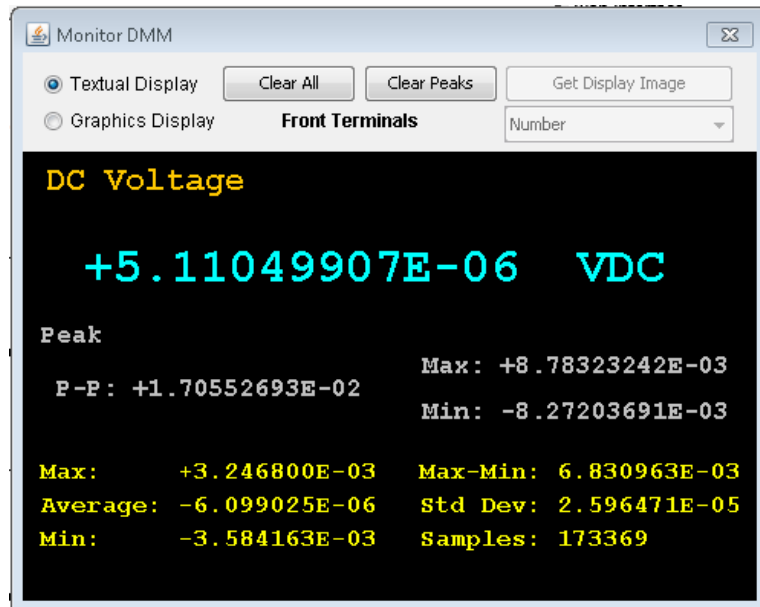 Monitor DMM
Textual Display Clear All Clear Peaks Get Display Image
Graphics Display Front Terminals Number
DC Voltage
+5.11049907E-06 VDC
Peak
P-P: +1.70552693E-02
Max: +8.78323242E-03
Min: -8.27203691E-03
Max: +3.246800E-03 Max-Min: 6.830963E-03
Average: -6.099025E-06 Std Dev: 2.596471E-05
Min: -3.584163E-03 Samples: 173369